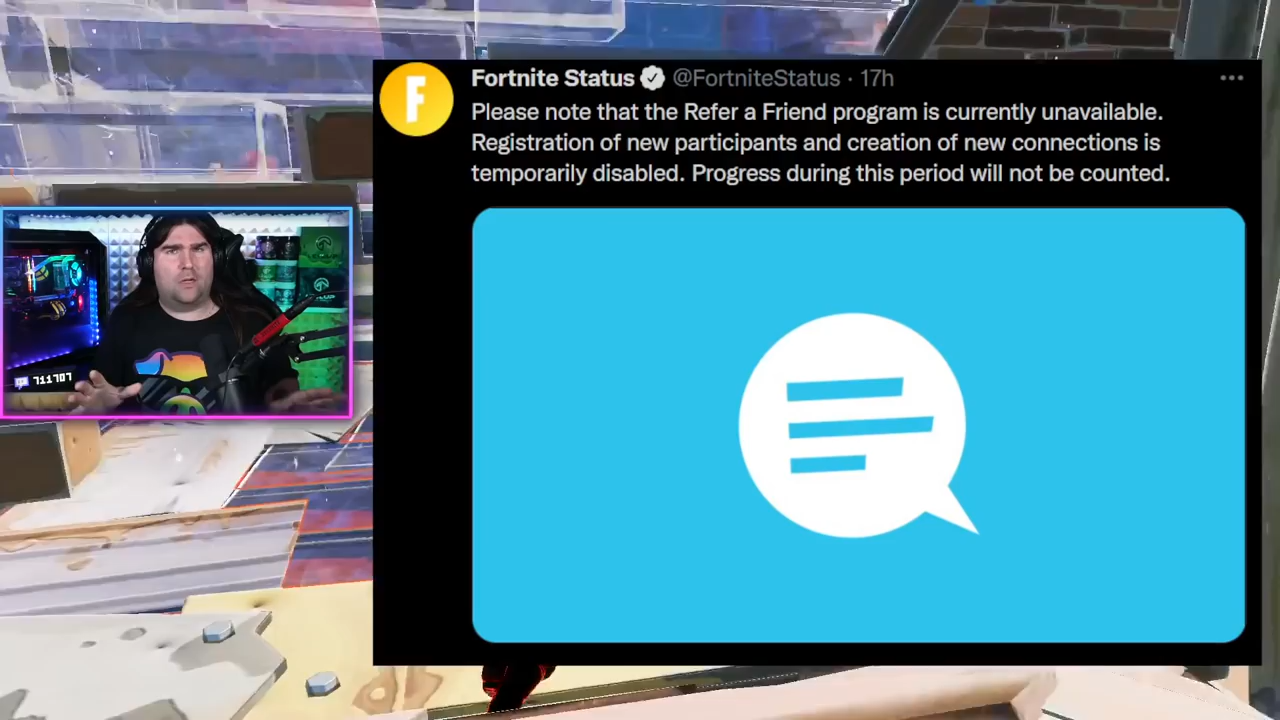 Fortnite Status @FortniteStatus · 17h
Please note that the Refer a Friend program is currently unavailable.
Registration of new participants and creation of new connections is
temporarily disabled. Progress during this period will not be counted.
711707